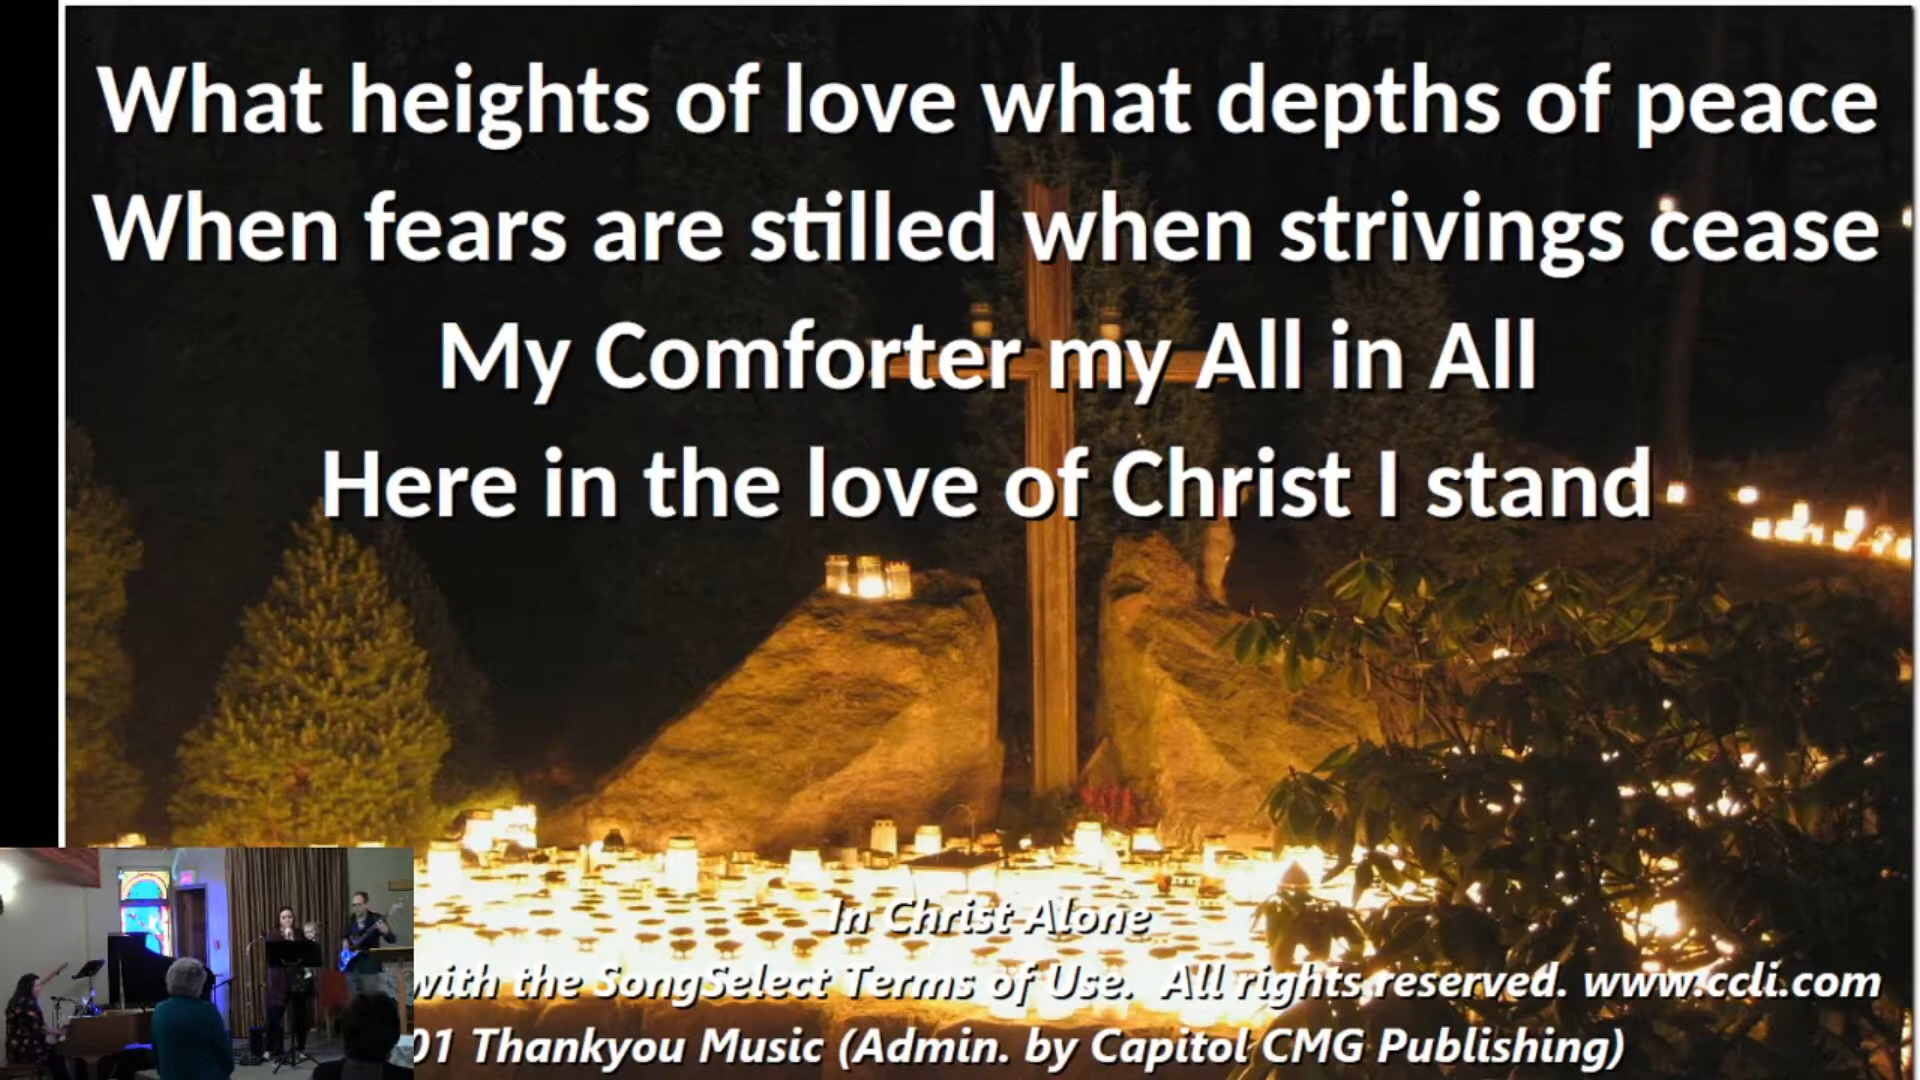 What heights of love what depths of peace
When fears are stilled when strivings cease
My Comforter my All in All
Here in the love of Christ I stand
In Christ Alone
with the SongSelect Terms of Use. All rights reserved. www.ccli.com
01 Thankyou Music (Admin. by Capitol CMG Publishing)